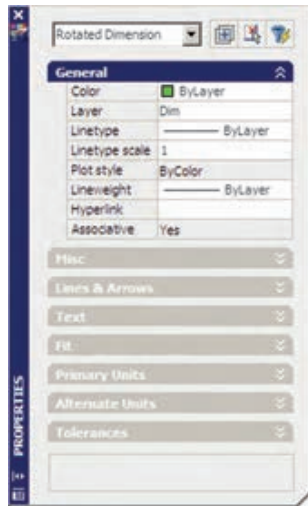 Rotated Dimension
General
Color ByLayer
Layer Dim
Linetype ByLayer
Linetype scale 1
Plot style ByColor
Lineweight ByLayer
Hyperlink
Associative Yes
Misc
Lines & Arrows
Text
Fit
Primary Units
Alternate Units
Tolerances
PROPERTIES